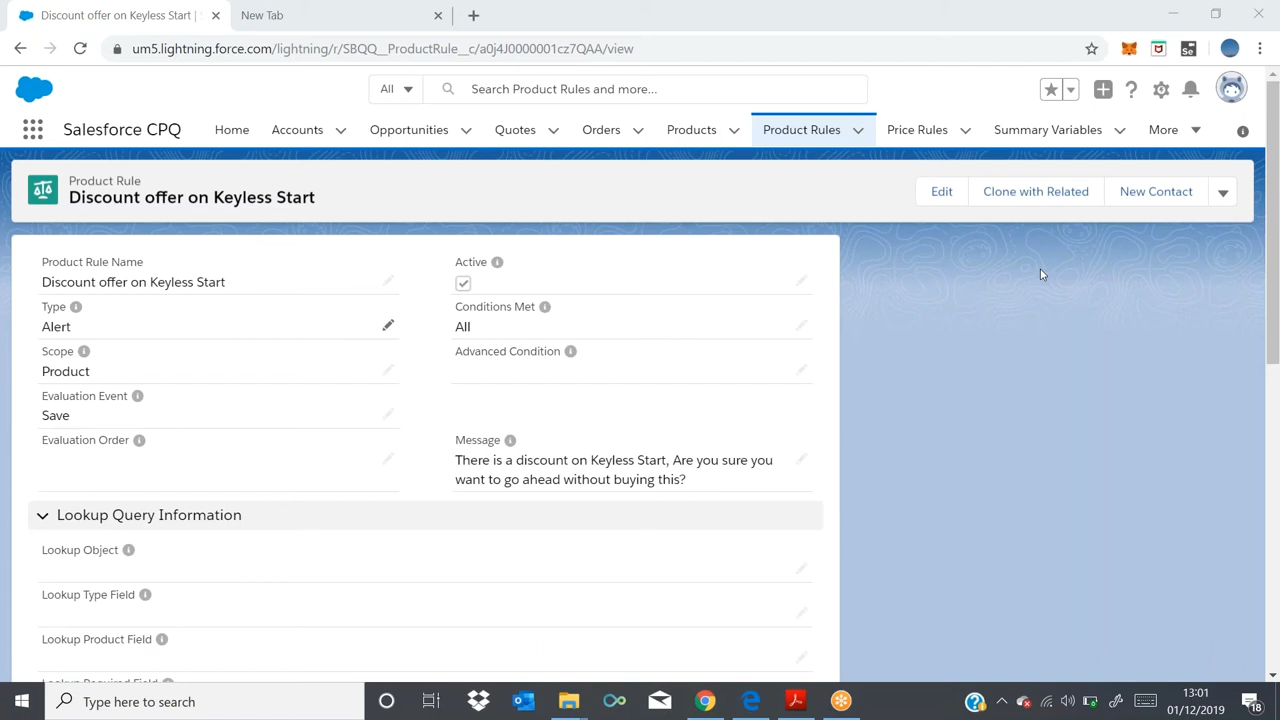 Discount offer on Keyless Start |
New Tab
um5.lightning.force.com/lightning/r/SBQQ__ProductRule__c/a0j4J0000001cz7QAA/view
All
Search Product Rules and more...
Salesforce CPQ
Home
Accounts
Opportunities
Quotes
Orders
Products
Product Rules
Price Rules
Summary Variables
More
Product Rule
Discount offer on Keyless Start
Edit
Clone with Related
New Contact
Product Rule Name
Discount offer on Keyless Start
Active
Type
Alert
Conditions Met
All
Scope
Product
Advanced Condition
Evaluation Event
Save
Evaluation Order
Message
There is a discount on Keyless Start, Are you sure you
want to go ahead without buying this?
Lookup Query Information
Lookup Object
Lookup Type Field
Lookup Product Field
Lookup Required Field
Type here to search
13:01
01/12/2019
18